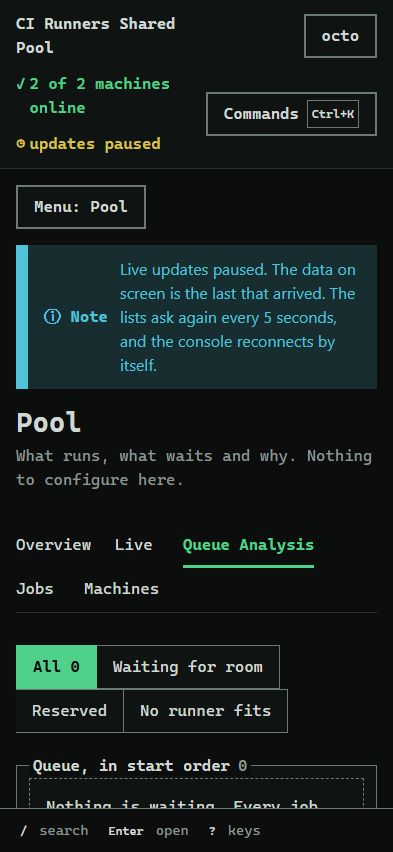 CI Runners Shared
Pool
octo
✓ 2 of 2 machines
online
Commands Ctrl+K
updates paused
Menu: Pool
Note
Live updates paused. The data on
screen is the last that arrived. The
lists ask again every 5 seconds,
and the console reconnects by
itself.
Pool
What runs, what waits and why. Nothing
to configure here.
Overview Live Queue Analysis
Jobs Machines
All 0 Waiting for room
Reserved No runner fits
Queue, in start order 0
Nothing is waiting. Every job
/ search Enter open ? keys